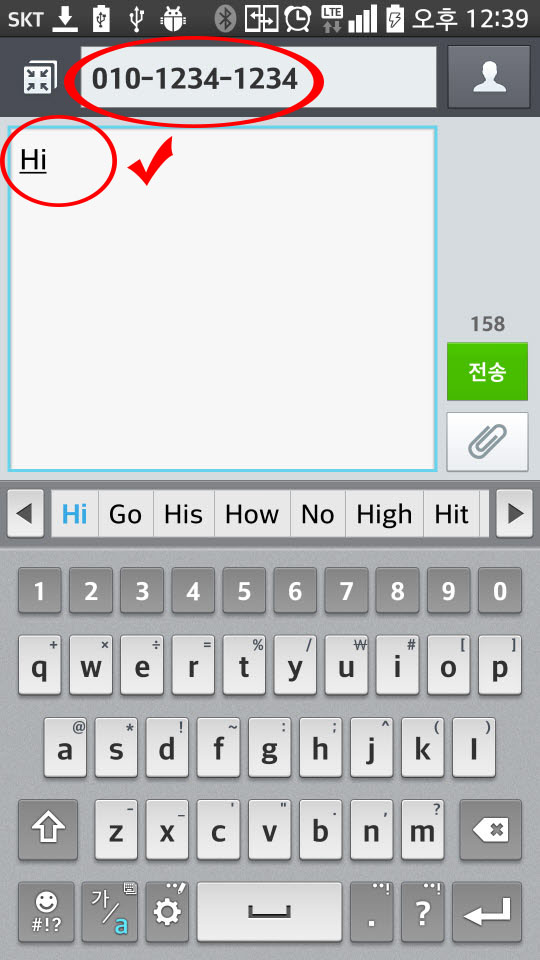 SKT LTE 오후 12:39
010-1234-1234
Hi
158
전송
Hi Go His How No High Hit
1 2 3 4 5 6 7 8 9 0
+ × ÷ = % / ₩ # [ ]
q w e r t y u i o p
@ * ! ~ : ; ^ ( )
a s d f g h j k l
- _ ' " . , ?
z x c v b n m
#!? 가/a . ?